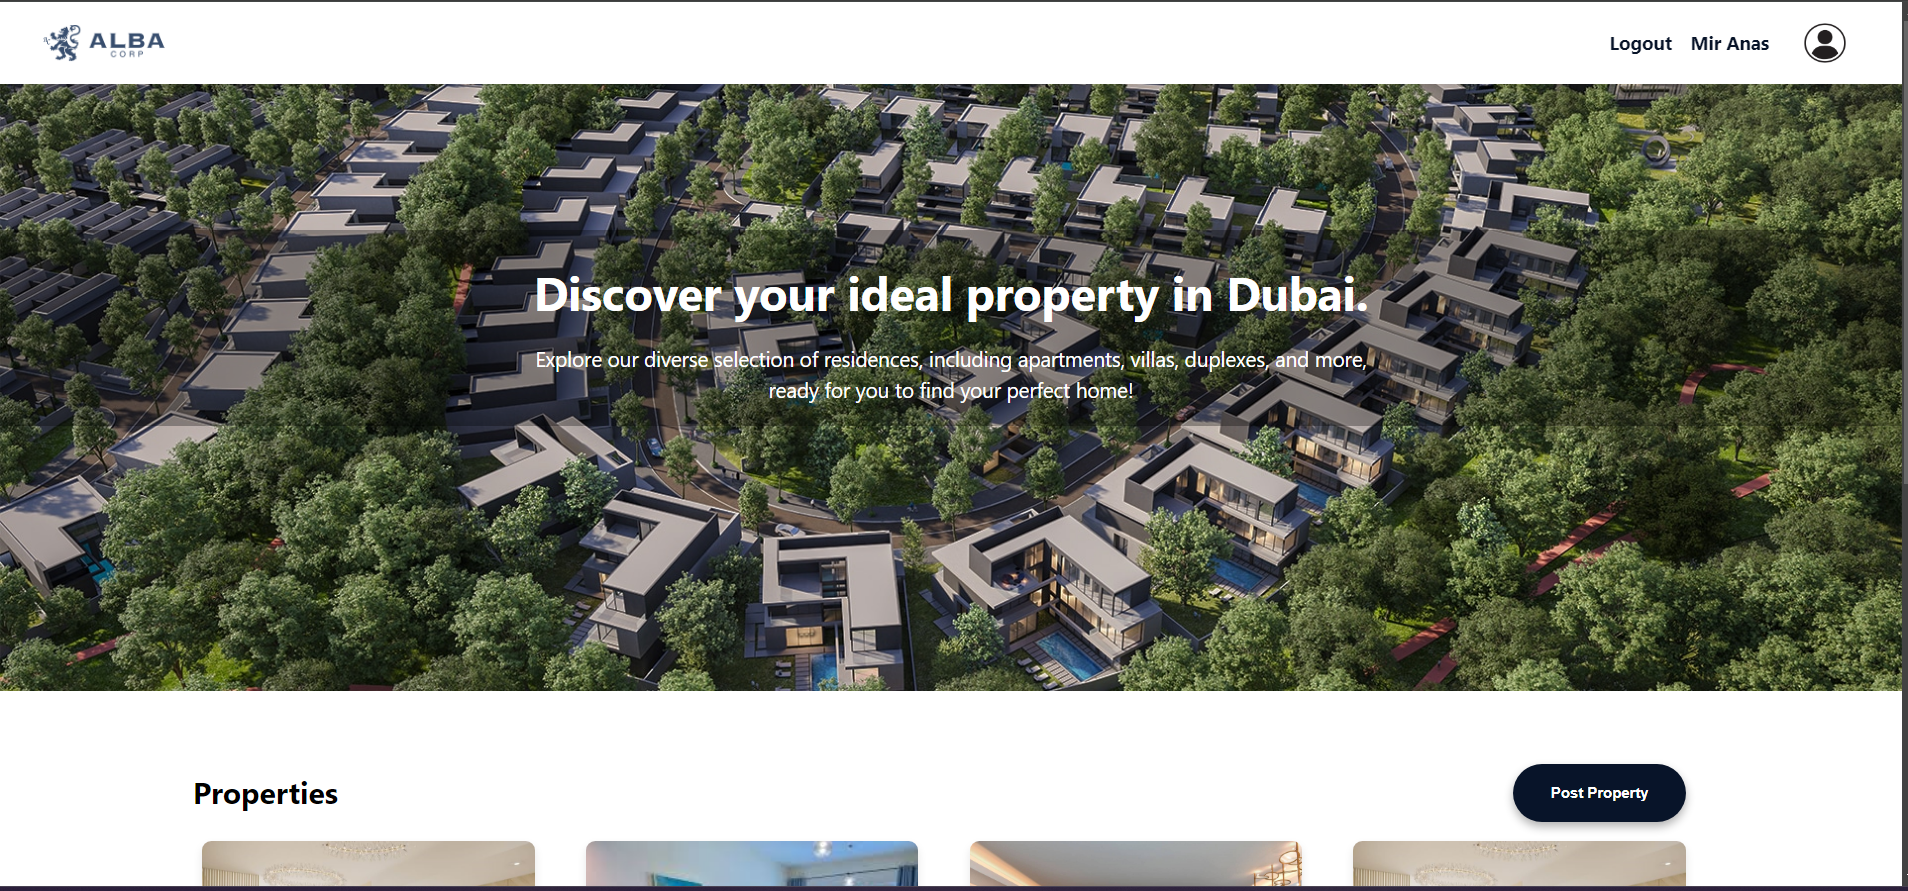 ALBA
CORP
Logout Mir Anas
Discover your ideal property in Dubai.
Explore our diverse selection of residences, including apartments, villas, duplexes, and more,
ready for you to find your perfect home!
Properties
Post Property